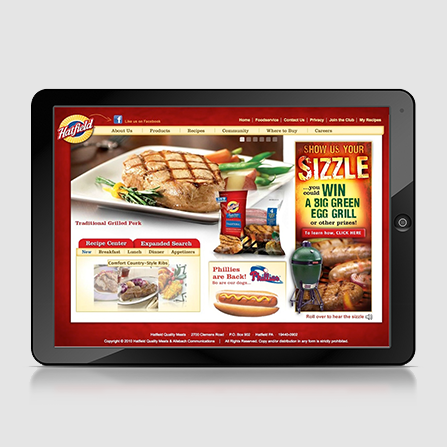 Hatfield
Like us on Facebook
Home | Foodservice | Contact Us | Privacy | Join the Club | My Recipes
About Us
Products
Recipes
Community
Where to Buy
Careers
SHOW US YOUR
SIZZLE
...you
could WIN
A BIG GREEN
EGG GRILL
or other prizes!
To learn how, CLICK HERE
Traditional Grilled Pork
Recipe Center
Expanded Search
New
Breakfast
Lunch
Dinner
Appetizers
Comfort Country-Style Ribs
Phillies
are Back!
So are our dogs...
Phillies
Roll over to hear the sizzle
Hatfield Quality Meats 2700 Clemens Road P.O. Box 902 Hatfield PA 19440-0902
Copyright © 2010 Hatfield Quality Meats & Alleback Communications | All Rights Reserved. Copy and/or distribution in any form is strictly prohibited.